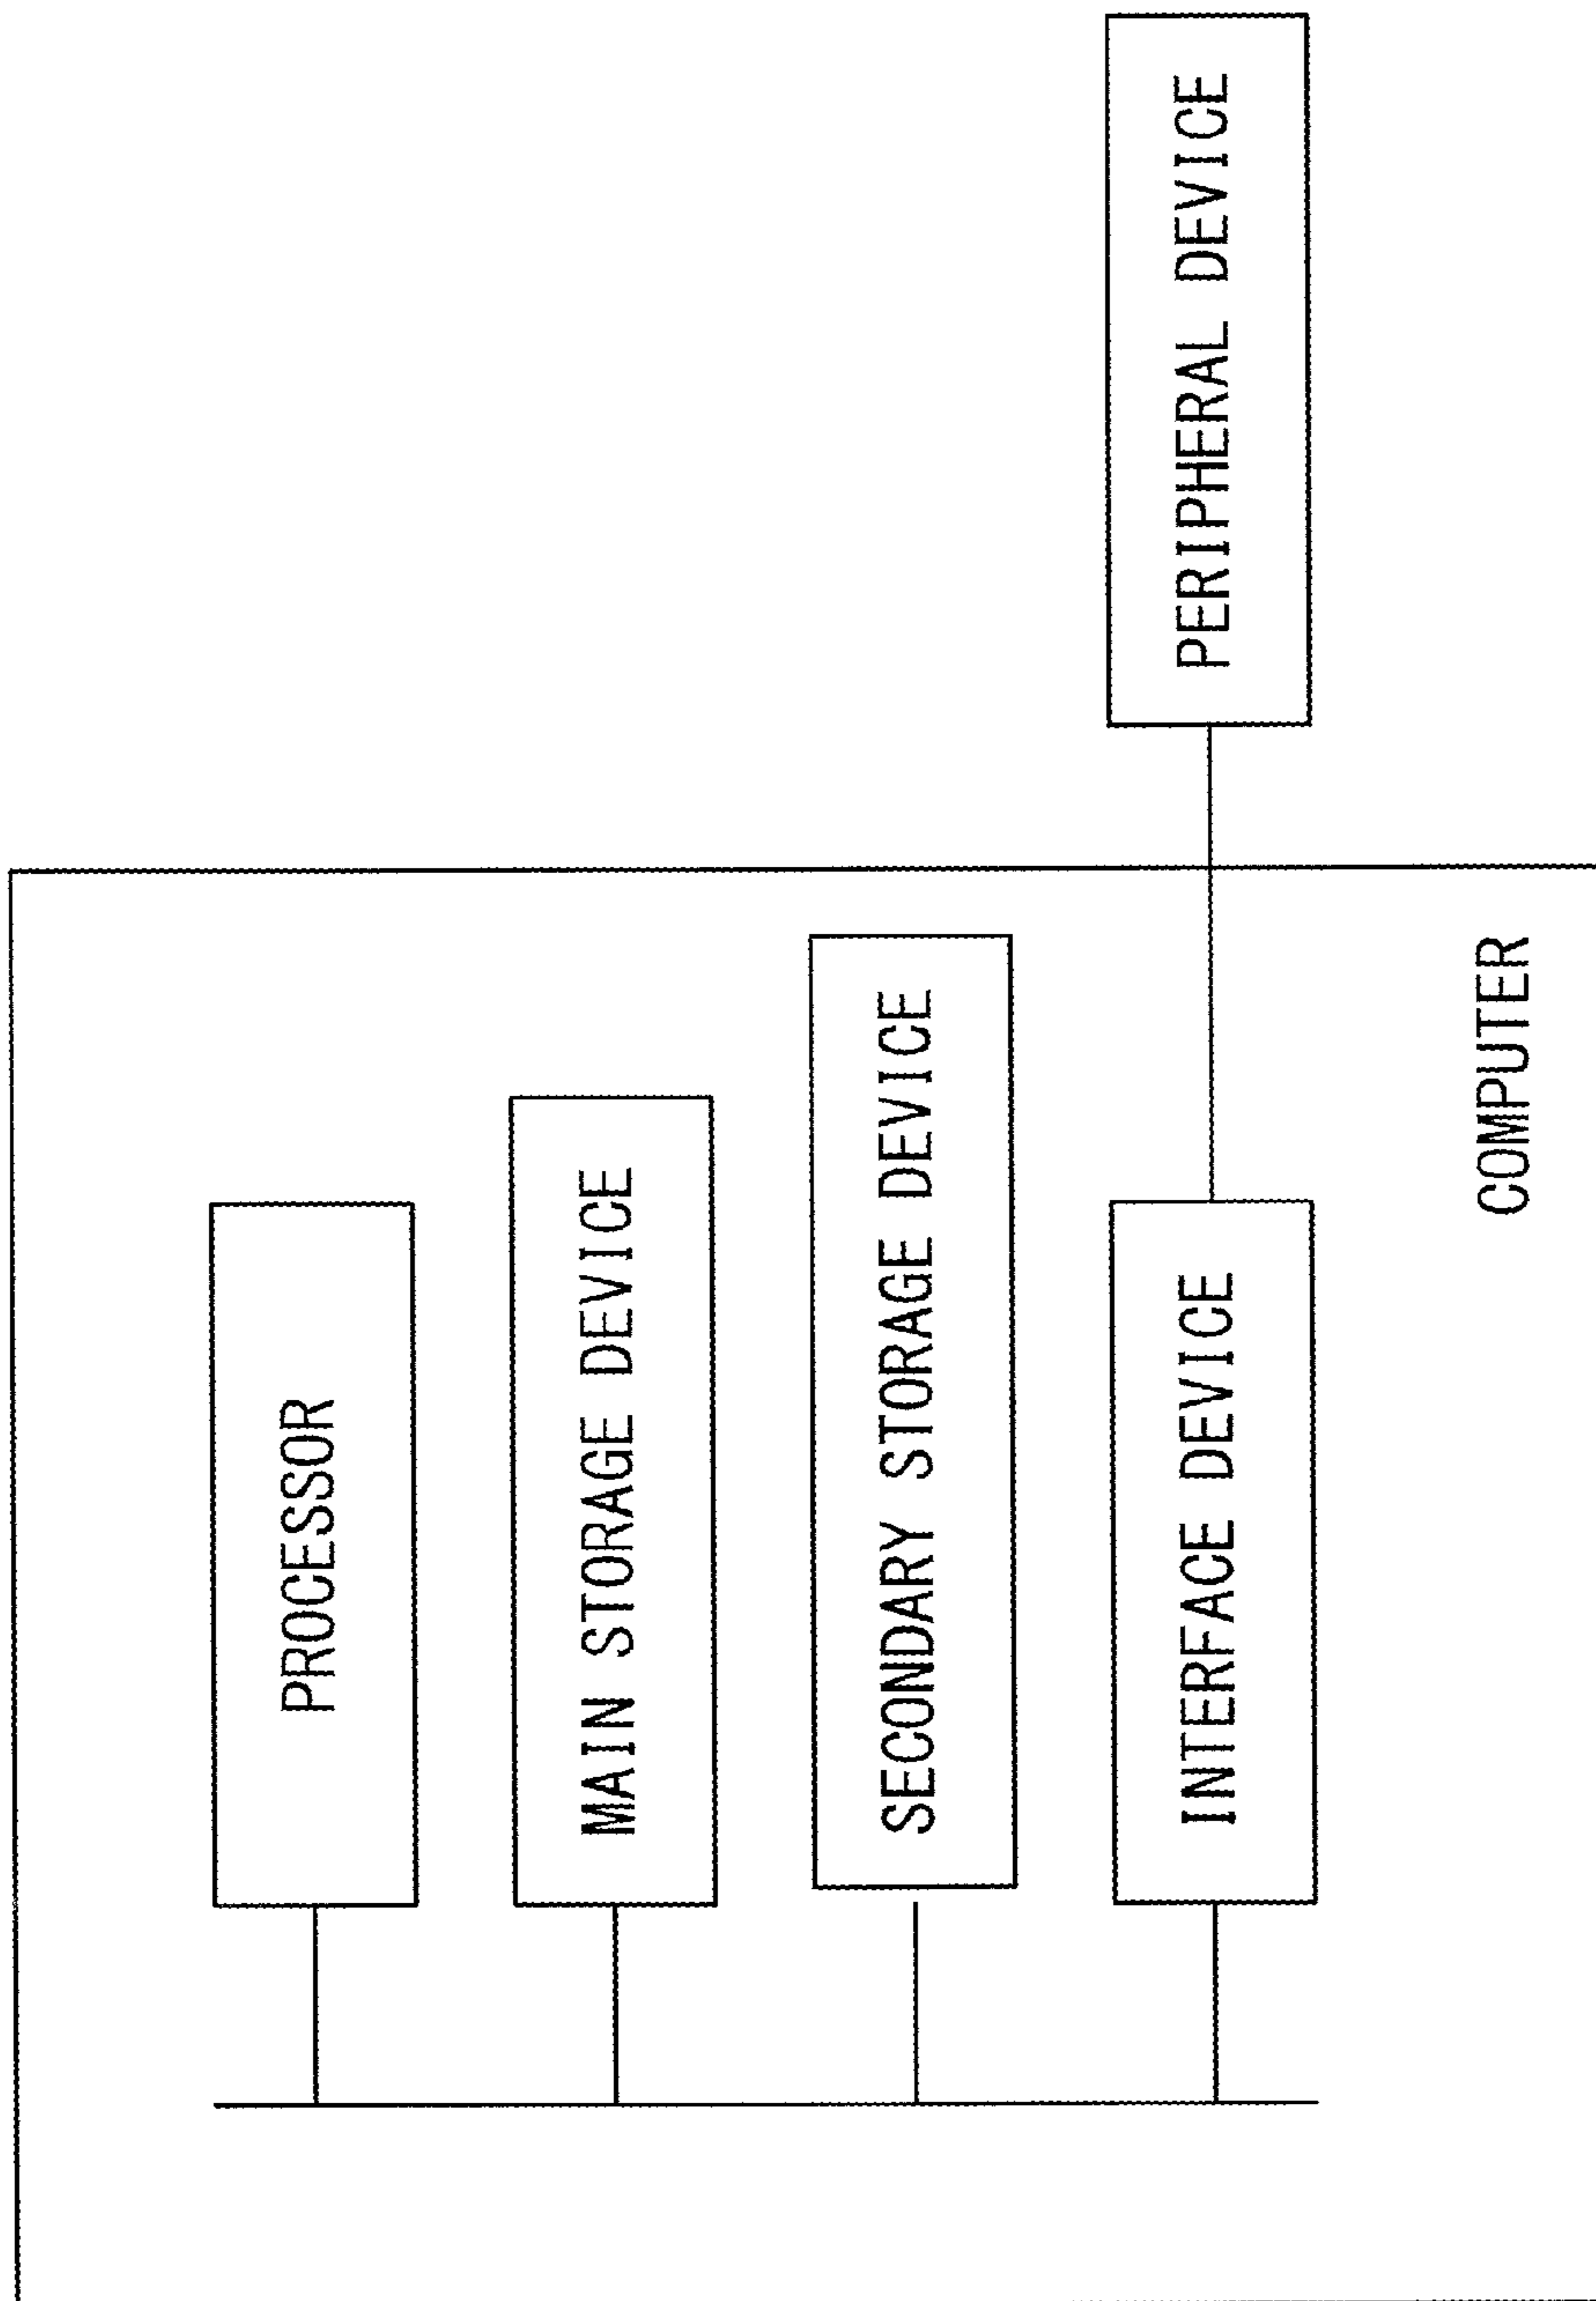 PROCESSOR
MAIN STORAGE DEVICE
SECONDARY STORAGE DEVICE
INTERFACE DEVICE
PERIPHERAL DEVICE
COMPUTER